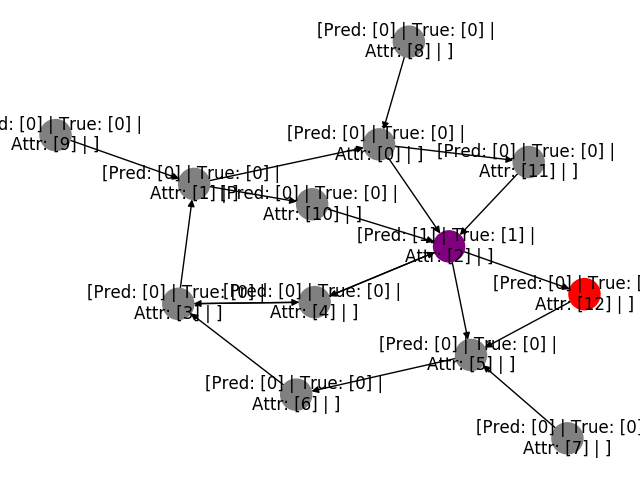 [Pred: [0] | True: [0] |
Attr: [8] | ]
d: [0] | True: [0] |
Attr: [9] | ]
[Pred: [0] | True: [0] |
Attr: [0] | ]
[Pred: [0] | True: [0] |
Attr: [11] | ]
[Pred: [0] | True: [0] |
Attr: [1] | ]
[Pred: [0] | True: [0] |
Attr: [10] | ]
[Pred: [1] | True: [1] |
Attr: [2] | ]
[Pred: [0] | True: [0] |
Attr: [3] | ]
[Pred: [0] | True: [0] |
Attr: [4] | ]
[Pred: [0] | True: [
Attr: [12] | ]
[Pred: [0] | True: [0] |
Attr: [5] | ]
[Pred: [0] | True: [0] |
Attr: [6] | ]
[Pred: [0] | True: [0]
Attr: [7] | ]